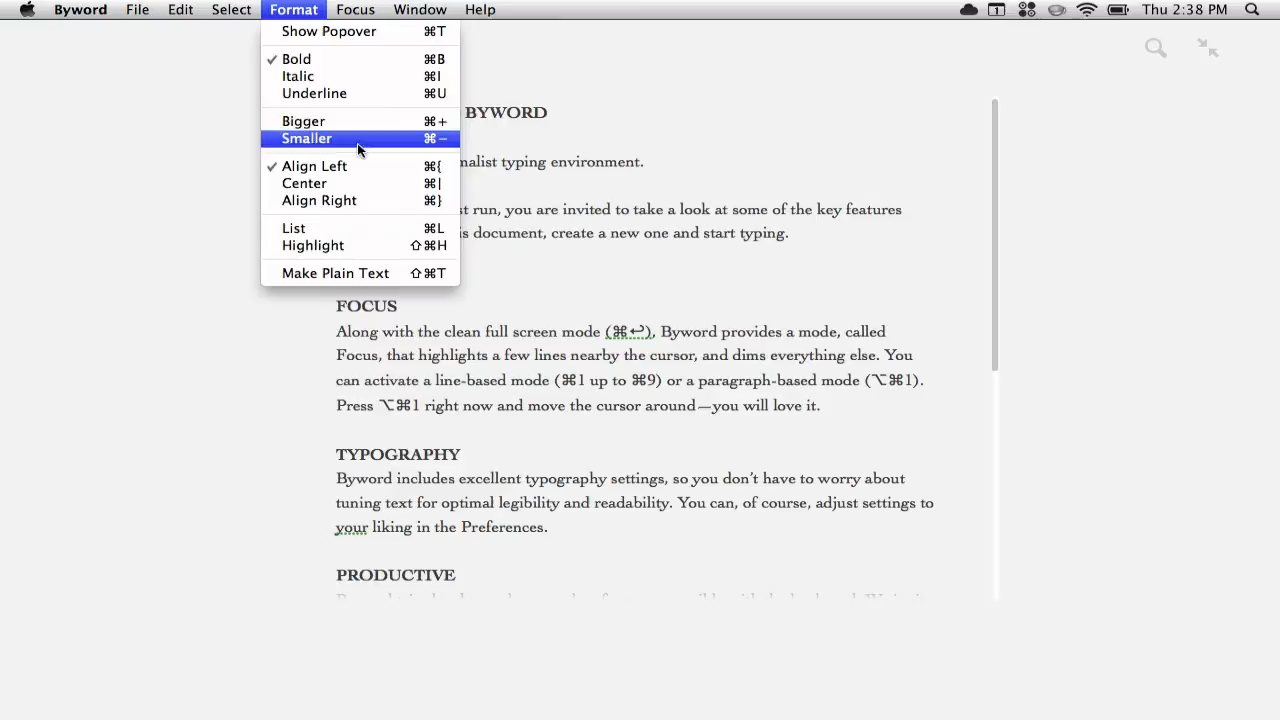 Byword File Edit Select Format Focus Window Help Thu 2:38 PM
Show Popover ⌘T
✓ Bold ⌘B
Italic ⌘I
Underline ⌘U
Bigger ⌘+
Smaller ⌘−
✓ Align Left ⌘{
Center ⌘|
Align Right ⌘}
List ⌘L
Highlight ⇧⌘H
Make Plain Text ⇧⌘T
BYWORD
malist typing environment.
st run, you are invited to take a look at some of the key features
is document, create a new one and start typing.
FOCUS
Along with the clean full screen mode (⌘↩), Byword provides a mode, called
Focus, that highlights a few lines nearby the cursor, and dims everything else. You
can activate a line-based mode (⌘1 up to ⌘9) or a paragraph-based mode (⌥⌘1).
Press ⌥⌘1 right now and move the cursor around—you will love it.
TYPOGRAPHY
Byword includes excellent typography settings, so you don’t have to worry about
tuning text for optimal legibility and readability. You can, of course, adjust settings to
your liking in the Preferences.
PRODUCTIVE